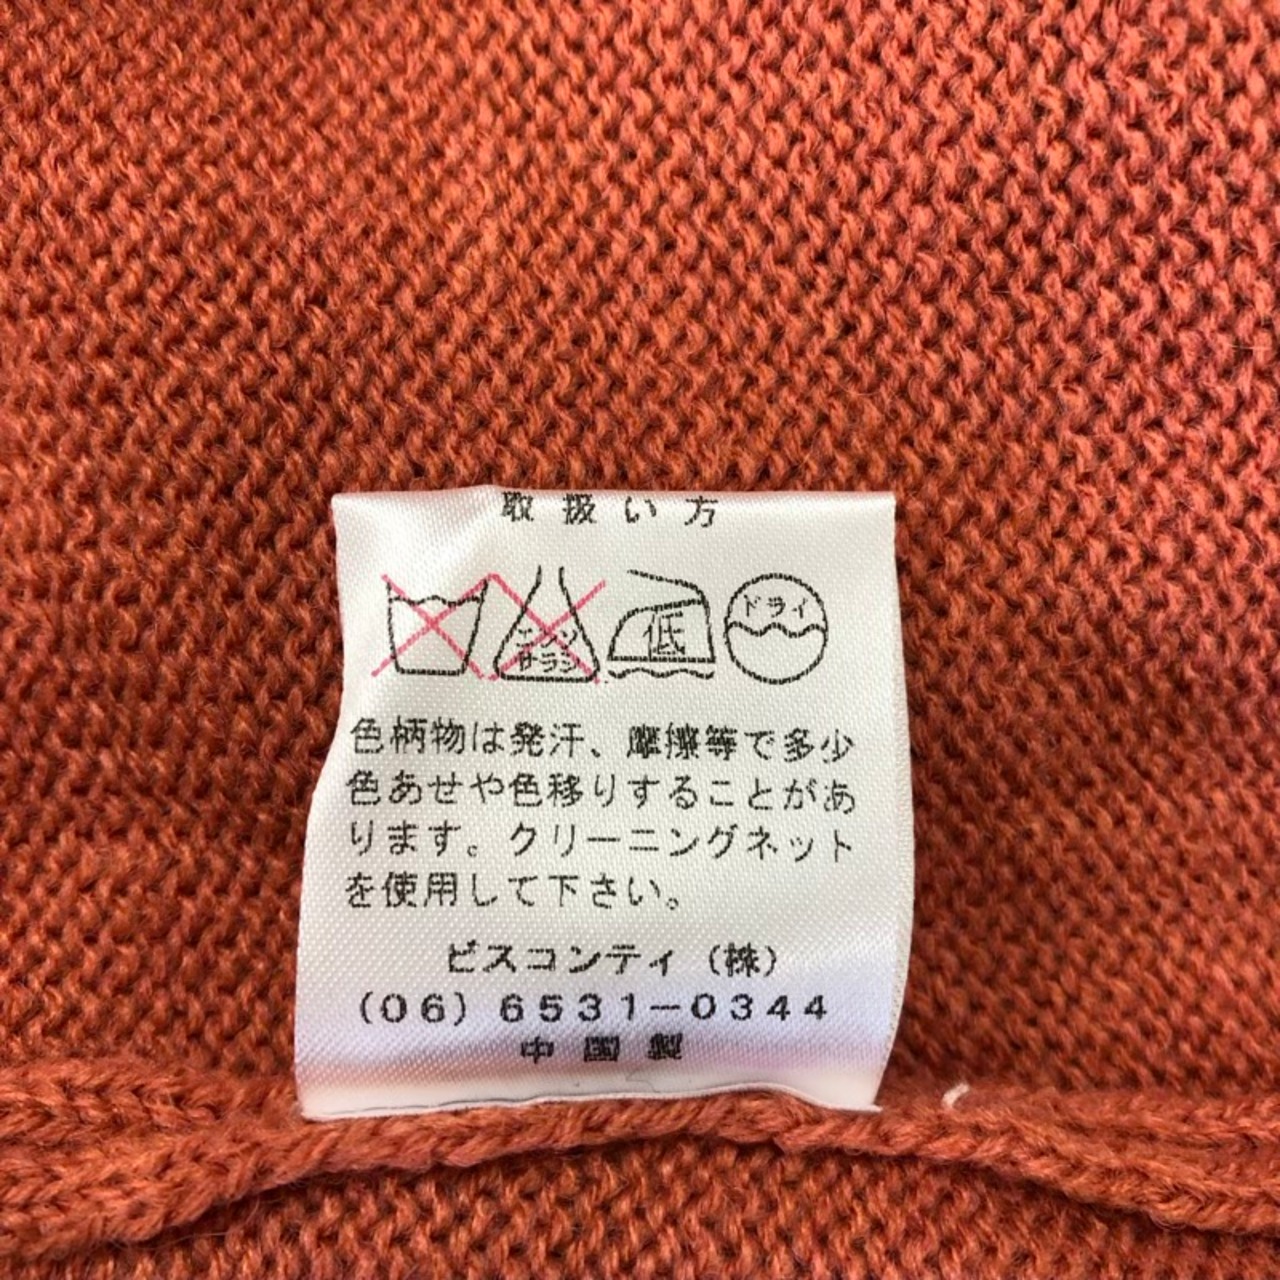 取扱い方
エンソ
サラシ
低
ドライ
色柄物は発汗、摩擦等で多少
色あせや色移りすることがあ
ります。クリーニングネット
を使用して下さい。
ビスコンティ（株）
（０６）６５３１－０３４４
中国製